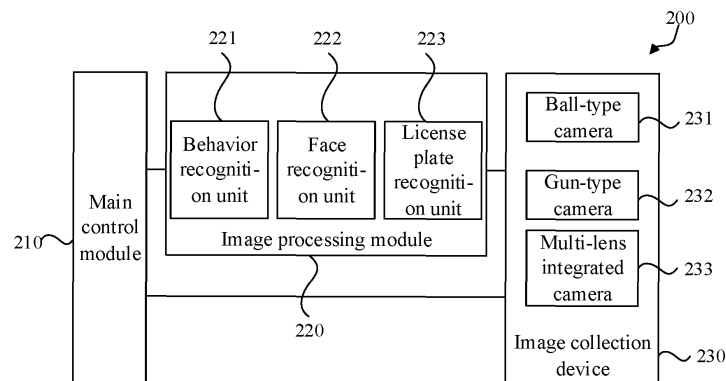 200
221
222
223
Behavior
recogniti-
on unit
Face
recogniti-
on unit
License
plate
recogniti-
on unit
Image processing module
220
Main
control
module
210
Ball-type
camera
231
Gun-type
camera
232
Multi-lens
integrated
camera
233
Image collection
device
230